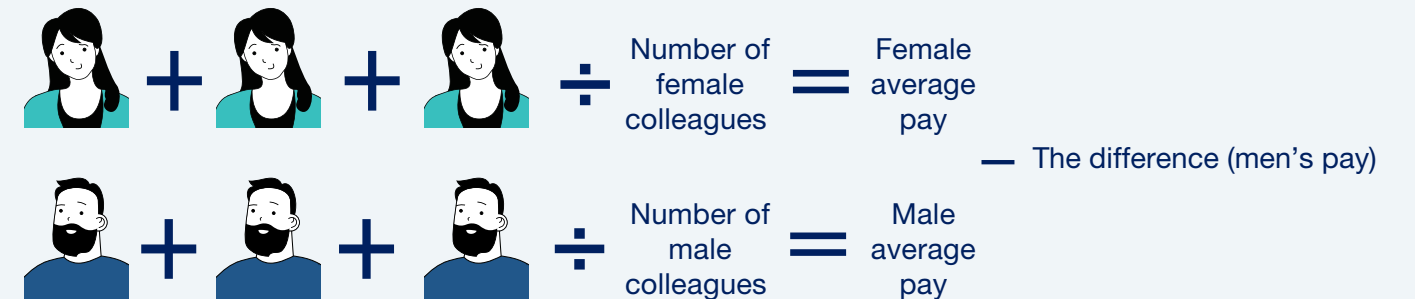 + + ÷ Number of female colleagues = Female average pay
— The difference (men’s pay)
+ + ÷ Number of male colleagues = Male average pay